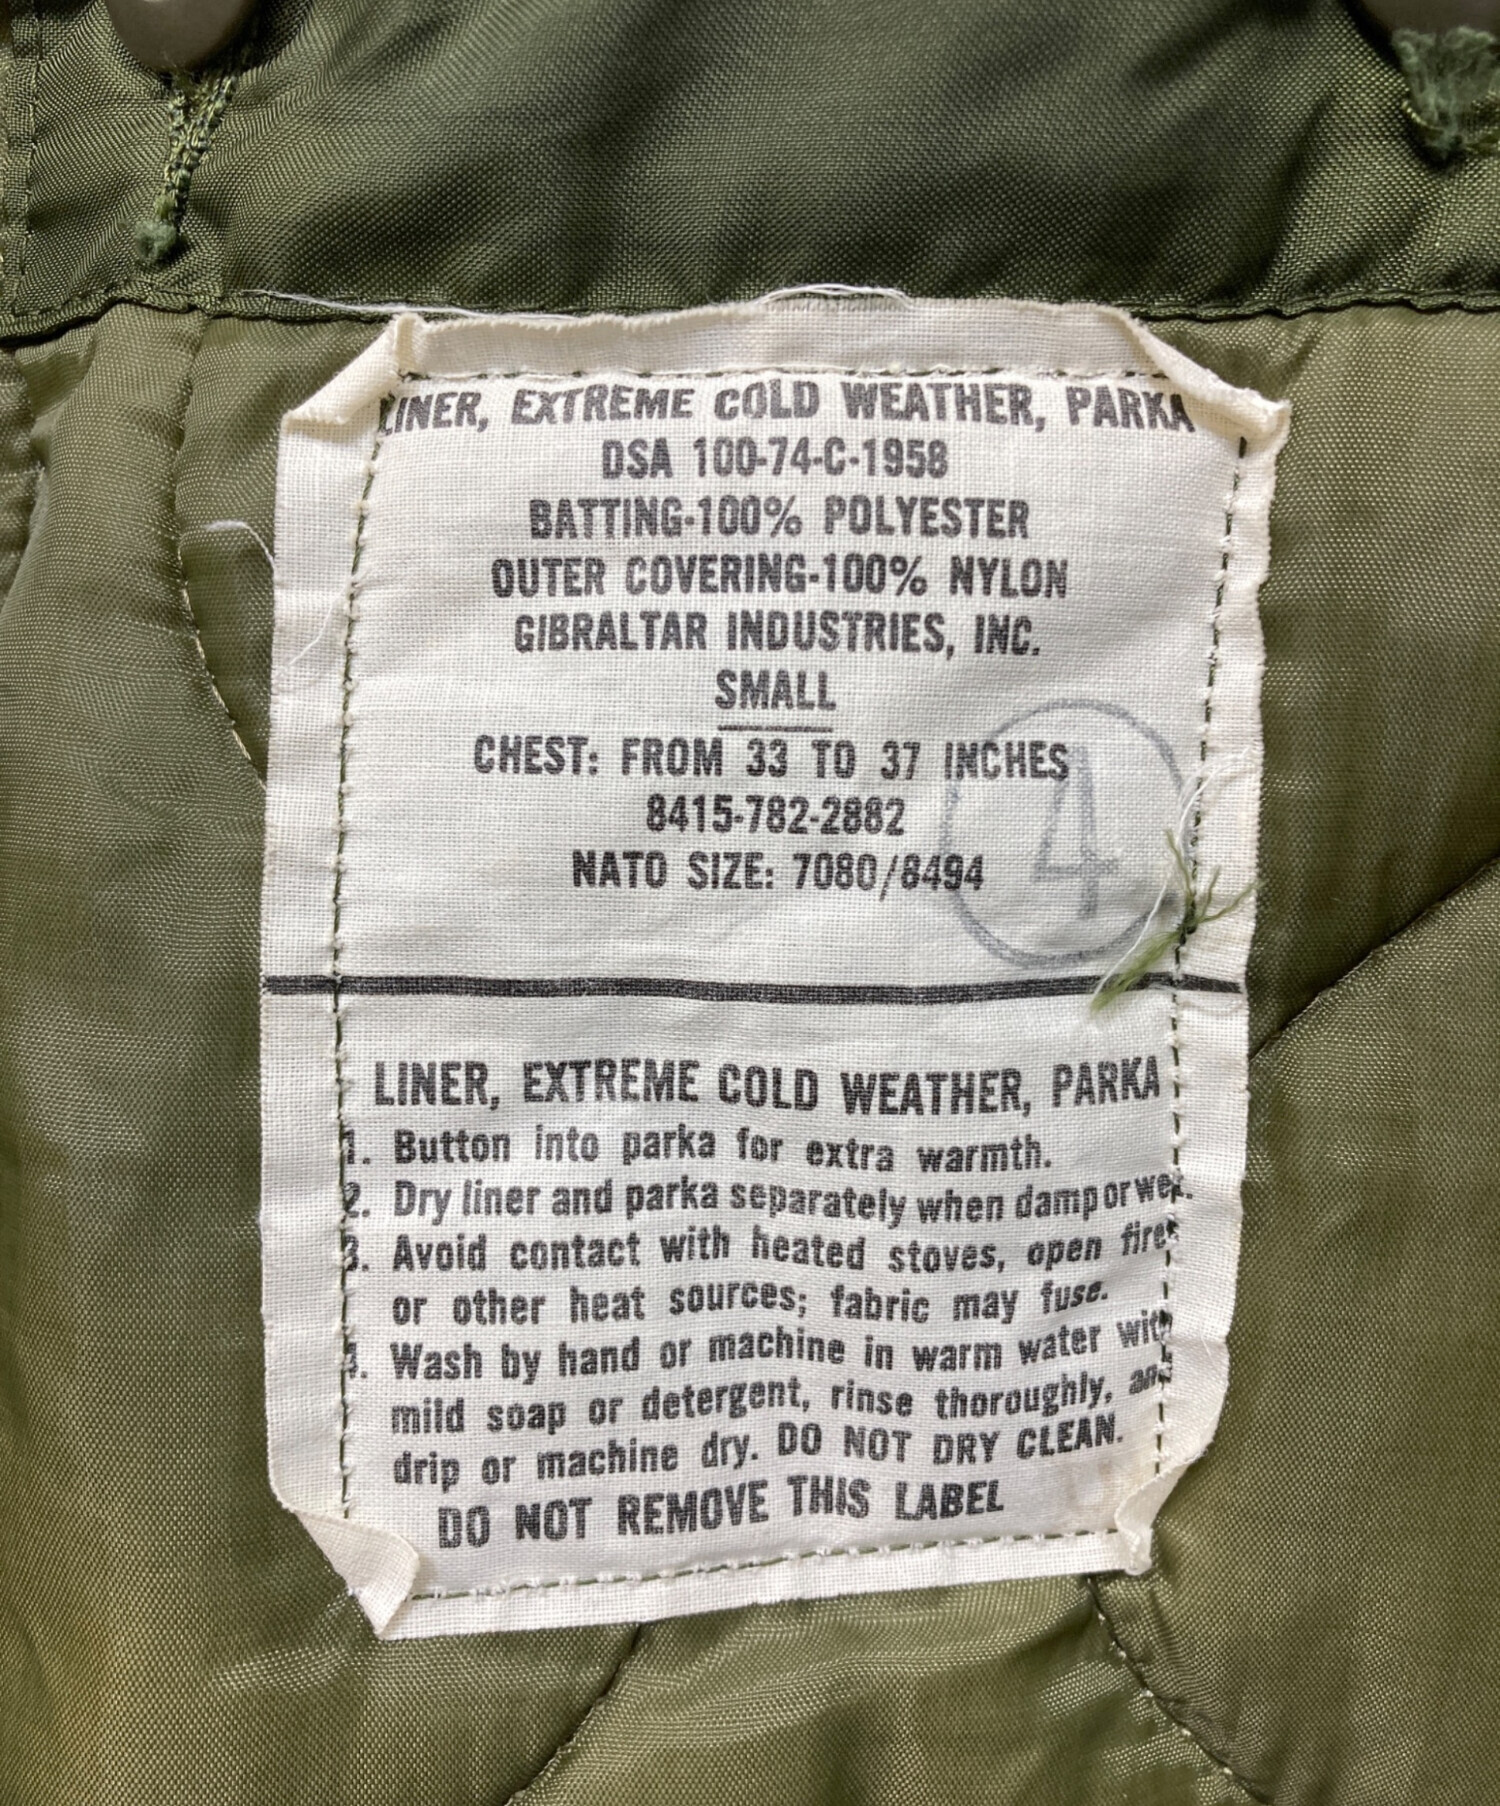 LINER, EXTREME COLD WEATHER, PARKA
DSA 100-74-C-1958
BATTING-100% POLYESTER
OUTER COVERING-100% NYLON
GIBRALTAR INDUSTRIES, INC.
SMALL
CHEST: FROM 33 TO 37 INCHES
8415-782-2882
NATO SIZE: 7080/8494
4
LINER, EXTREME COLD WEATHER, PARKA
1. Button into parka for extra warmth.
2. Dry liner and parka separately when damp or wet.
3. Avoid contact with heated stoves, open fires
or other heat sources; fabric may fuse.
4. Wash by hand or machine in warm water with
mild soap or detergent, rinse thoroughly, and
drip or machine dry. DO NOT DRY CLEAN.
DO NOT REMOVE THIS LABEL